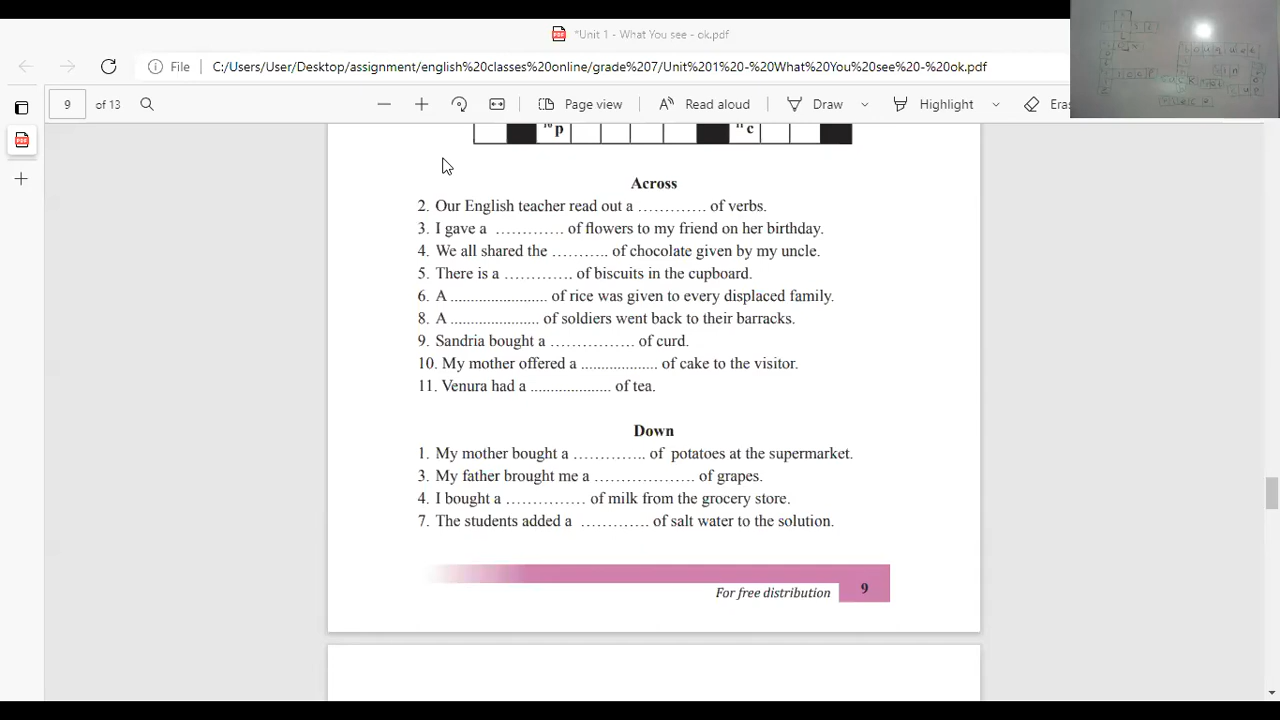 *Unit 1 - What You see - ok.pdf
File C:/Users/User/Desktop/assignment/english%20classes%20online/grade%207/Unit%201%20-%20What%20You%20see%20-%20ok.pdf
9 of 13 Page view Read aloud Draw Highlight Eras
10 p 11 c
Across
2. Our English teacher read out a ............. of verbs.
3. I gave a ............. of flowers to my friend on her birthday.
4. We all shared the ........... of chocolate given by my uncle.
5. There is a ............. of biscuits in the cupboard.
6. A ........................ of rice was given to every displaced family.
8. A ...................... of soldiers went back to their barracks.
9. Sandria bought a ................ of curd.
10. My mother offered a ................... of cake to the visitor.
11. Venura had a .................... of tea.
Down
1. My mother bought a .............. of potatoes at the supermarket.
3. My father brought me a ................... of grapes.
4. I bought a ............... of milk from the grocery store.
7. The students added a ............. of salt water to the solution.
For free distribution 9